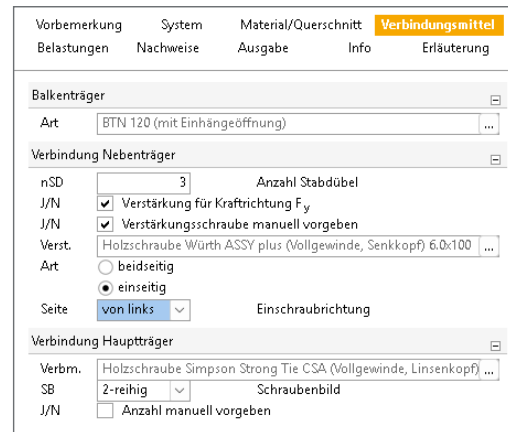 Vorbemerkung System Material/Querschnitt Verbindungsmittel
Belastungen Nachweise Ausgabe Info Erläuterung
Balkenträger
Art BTN 120 (mit Einhängeöffnung) ...
Verbindung Nebenträger
nSD 3 Anzahl Stabdübel
J/N Verstärkung für Kraftrichtung Fy
J/N Verstärkungsschraube manuell vorgeben
Verst. Holzschraube Würth ASSY plus (Vollgewinde, Senkkopf) 6.0x100 ...
Art beidseitig
einseitig
Seite von links Einschraubrichtung
Verbindung Hauptträger
Verbm. Holzschraube Simpson Strong Tie CSA (Vollgewinde, Linsenkopf) ...
SB 2-reihig Schraubenbild
J/N Anzahl manuell vorgeben